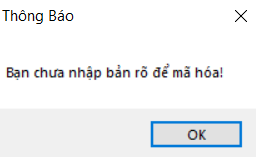 Thông Báo
Bạn chưa nhập bản rõ để mã hóa!
OK